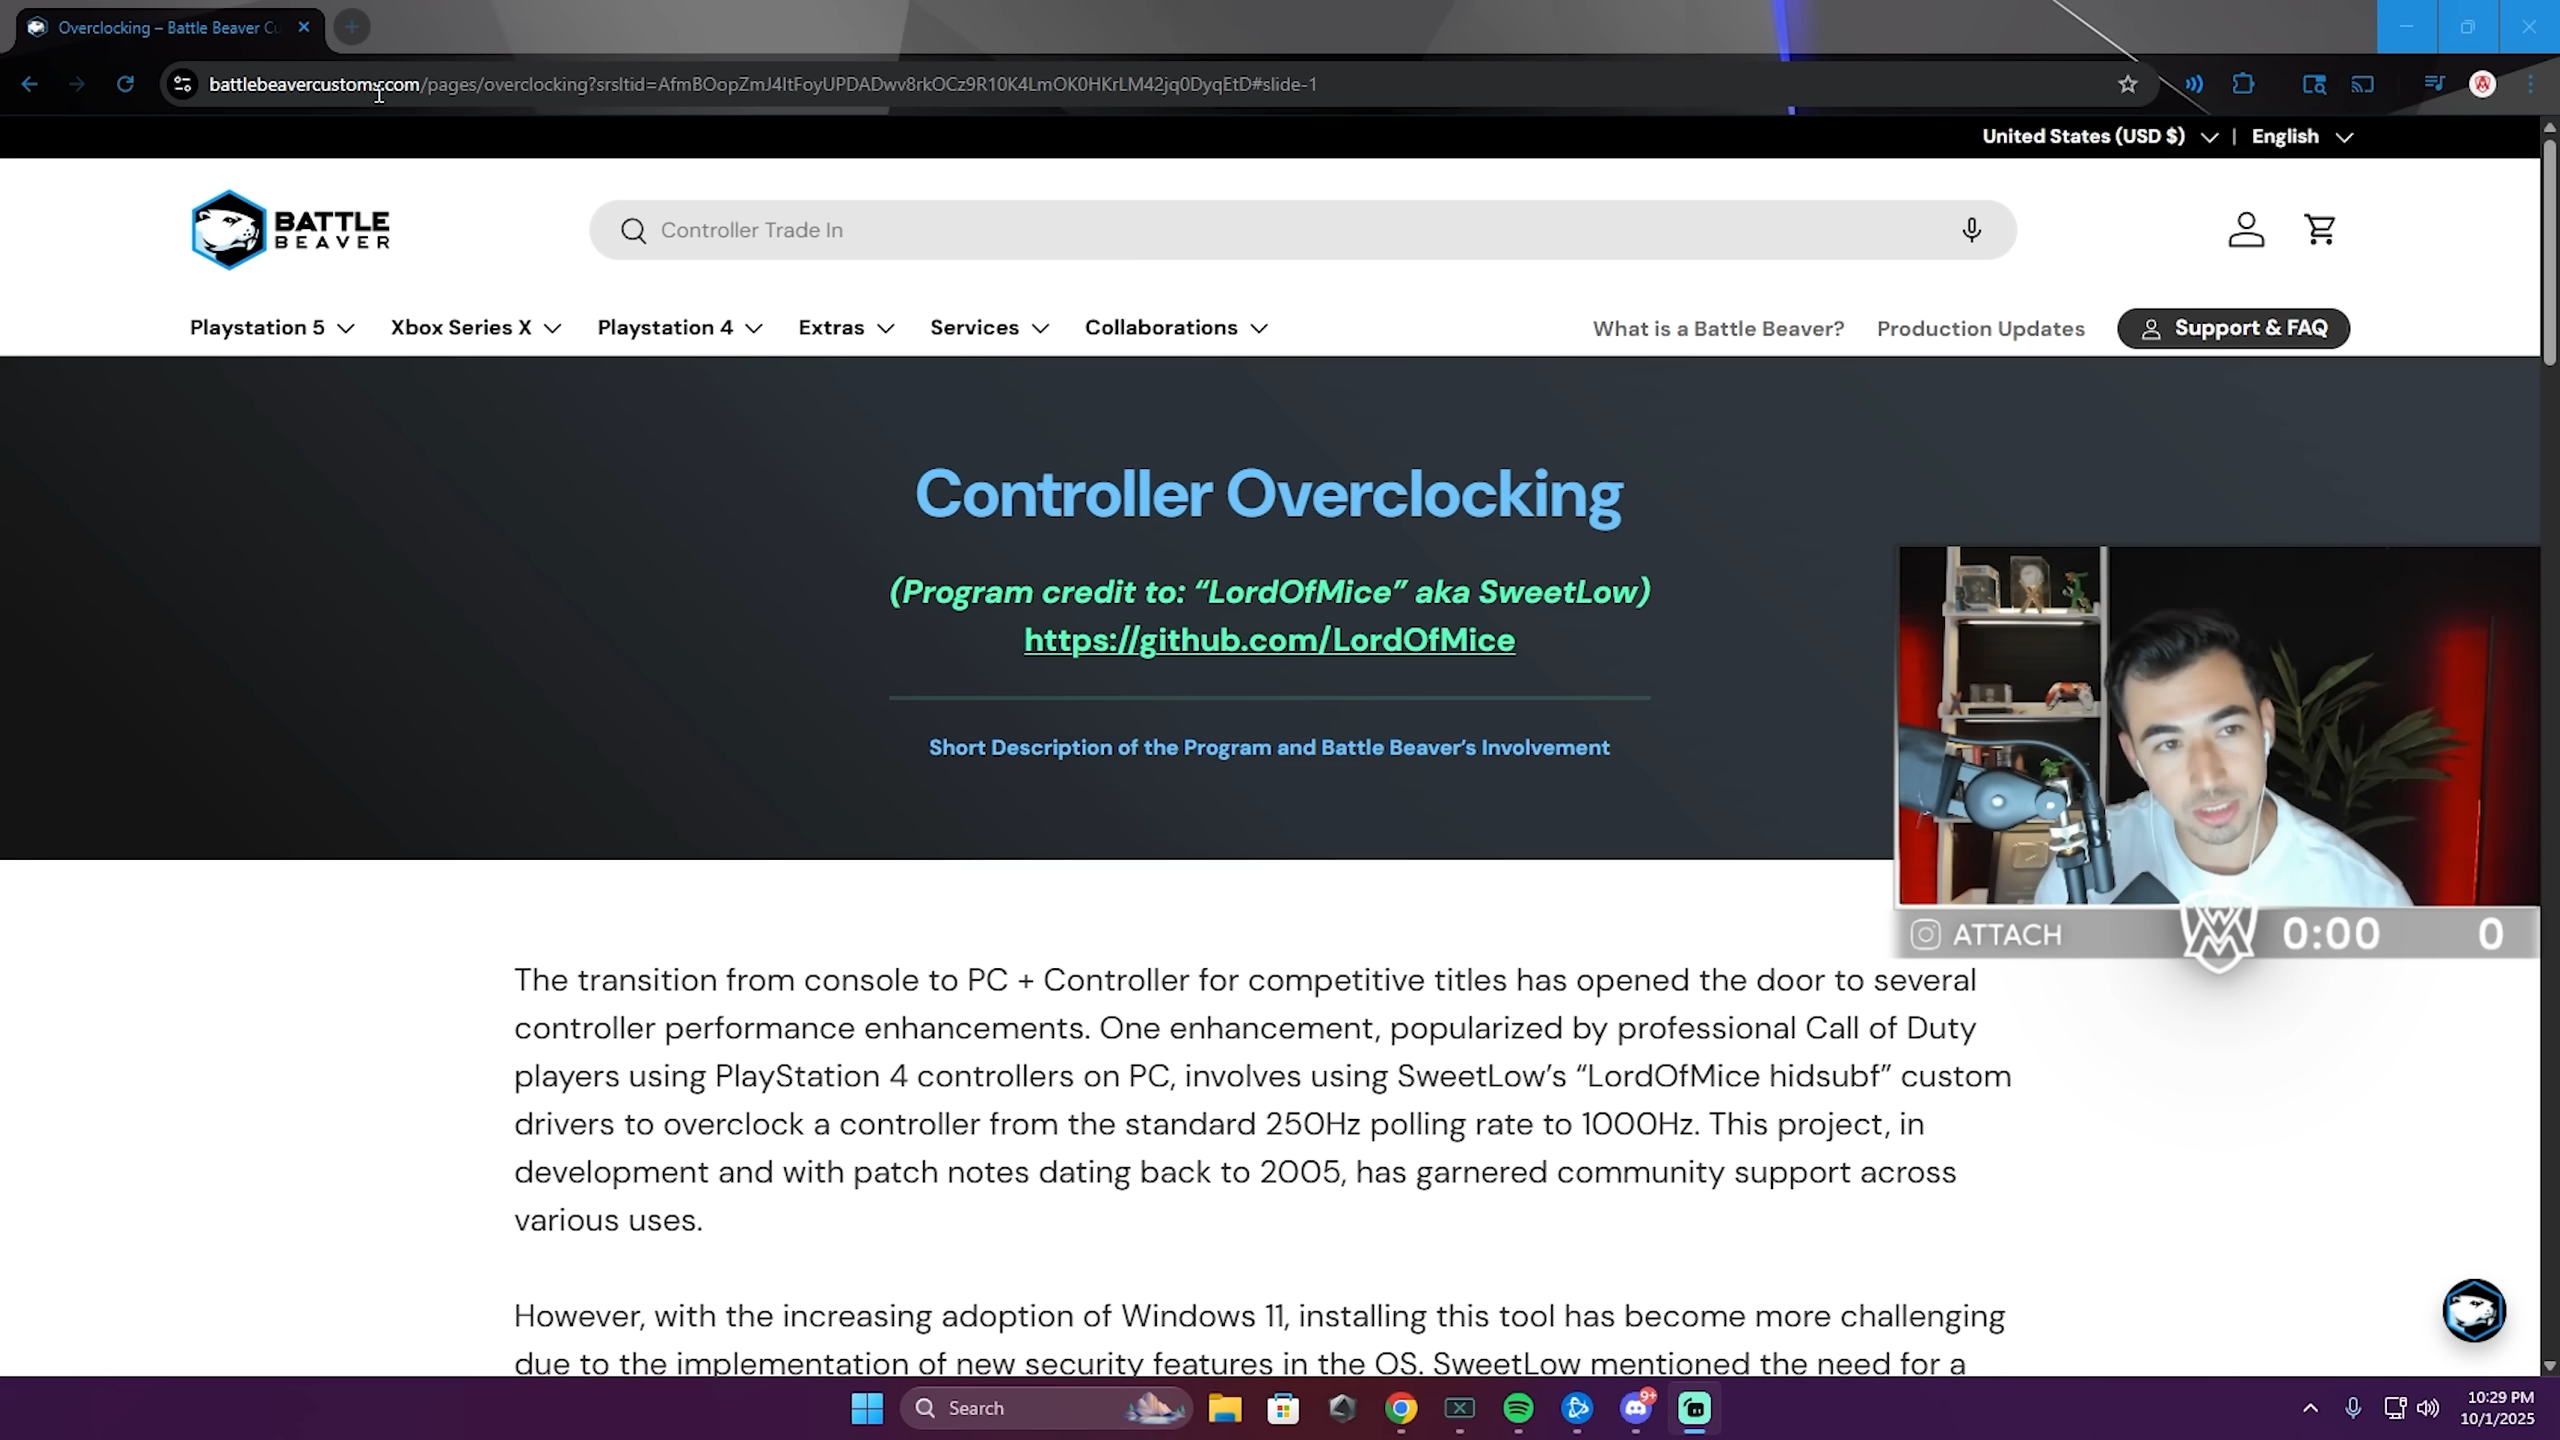 Overclocking – Battle Beaver Cu
battlebeavercustoms.com/pages/overclocking?srsltid=AfmBOopZmJ4ltFoyUPDADwv8rkOCz9R10K4LmOK0HKrLM42jq0DyqEtD#slide-1
United States (USD $) | English
BATTLE
BEAVER
Controller Trade In
Playstation 5 Xbox Series X Playstation 4 Extras Services Collaborations What is a Battle Beaver? Production Updates Support & FAQ
Controller Overclocking
(Program credit to: “LordOfMice” aka SweetLow)
https://github.com/LordOfMice
Short Description of the Program and Battle Beaver’s Involvement
ATTACH 0:00 0
The transition from console to PC + Controller for competitive titles has opened the door to several
controller performance enhancements. One enhancement, popularized by professional Call of Duty
players using PlayStation 4 controllers on PC, involves using SweetLow’s “LordOfMice hidsubf” custom
drivers to overclock a controller from the standard 250Hz polling rate to 1000Hz. This project, in
development and with patch notes dating back to 2005, has garnered community support across
various uses.
However, with the increasing adoption of Windows 11, installing this tool has become more challenging
due to the implementation of new security features in the OS. SweetLow mentioned the need for a
Search
9+
10:29 PM
10/1/2025